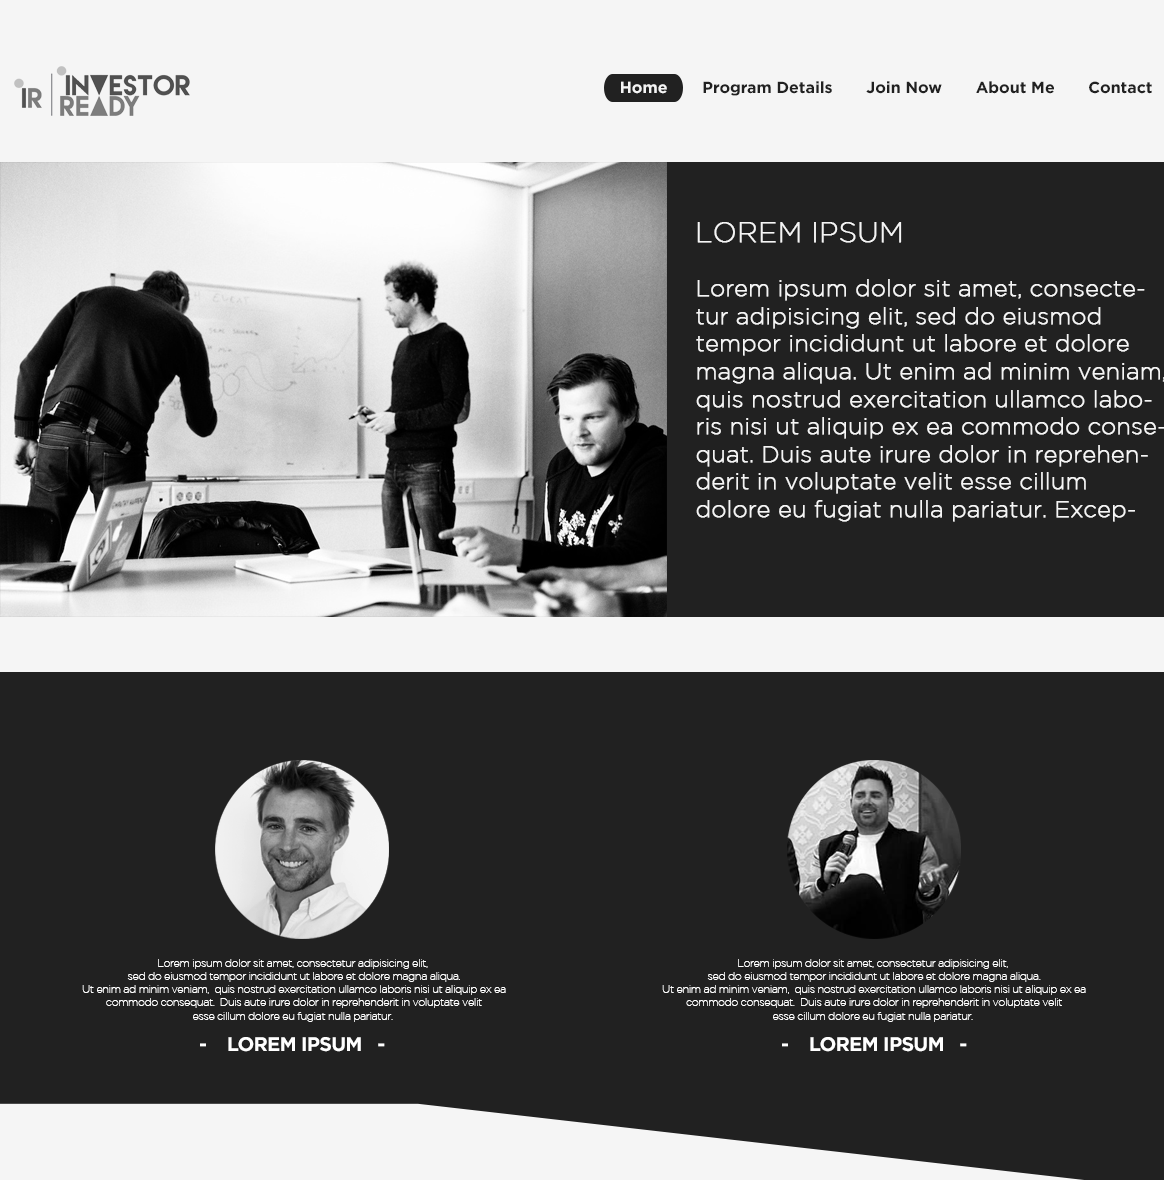 IR
INVESTOR
READY
Home Program Details Join Now About Me Contact
LOREM IPSUM
Lorem ipsum dolor sit amet, consecte-
tur adipisicing elit, sed do eiusmod
tempor incididunt ut labore et dolore
magna aliqua. Ut enim ad minim veniam,
quis nostrud exercitation ullamco labo-
ris nisi ut aliquip ex ea commodo conse-
quat. Duis aute irure dolor in reprehen-
derit in voluptate velit esse cillum
dolore eu fugiat nulla pariatur. Excep-
Lorem ipsum dolor sit amet, consectetur adipisicing elit,
sed do eiusmod tempor incididunt ut labore et dolore magna aliqua.
Ut enim ad minim veniam, quis nostrud exercitation ullamco laboris nisi ut aliquip ex ea
commodo consequat. Duis aute irure dolor in reprehenderit in voluptate velit
esse cillum dolore eu fugiat nulla pariatur.
- LOREM IPSUM -
Lorem ipsum dolor sit amet, consectetur adipisicing elit,
sed do eiusmod tempor incididunt ut labore et dolore magna aliqua.
Ut enim ad minim veniam, quis nostrud exercitation ullamco laboris nisi ut aliquip ex ea
commodo consequat. Duis aute irure dolor in reprehenderit in voluptate velit
esse cillum dolore eu fugiat nulla pariatur.
- LOREM IPSUM -